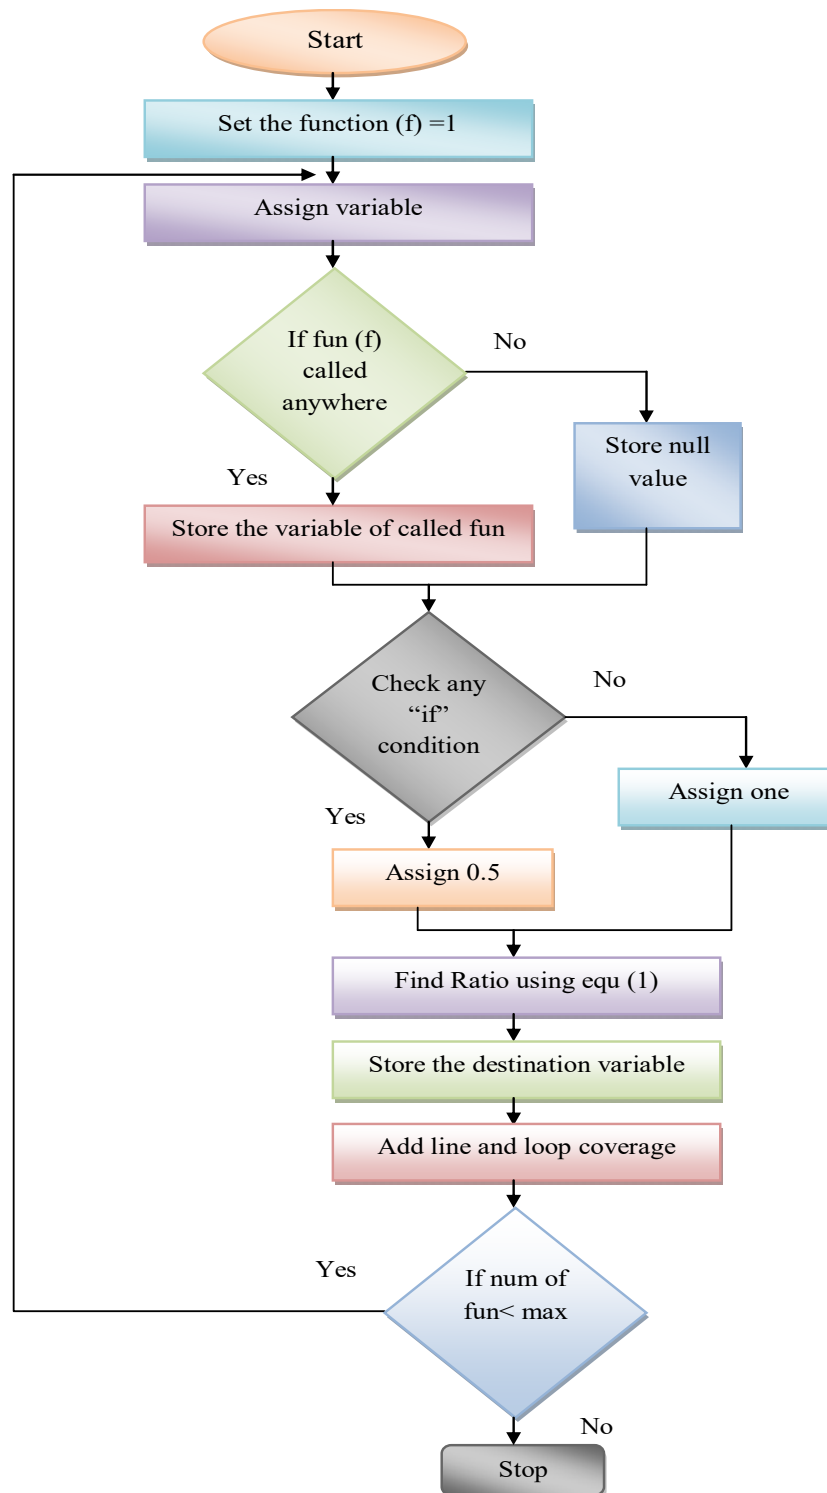 Start
Set the function (f) =1
Assign variable
If fun (f)
called
anywhere
No
Store null
value
Yes
Store the variable of called fun
Check any
“if”
condition
No
Assign one
Yes
Assign 0.5
Find Ratio using equ (1)
Store the destination variable
Add line and loop coverage
Yes
If num of
fun< max
No
Stop